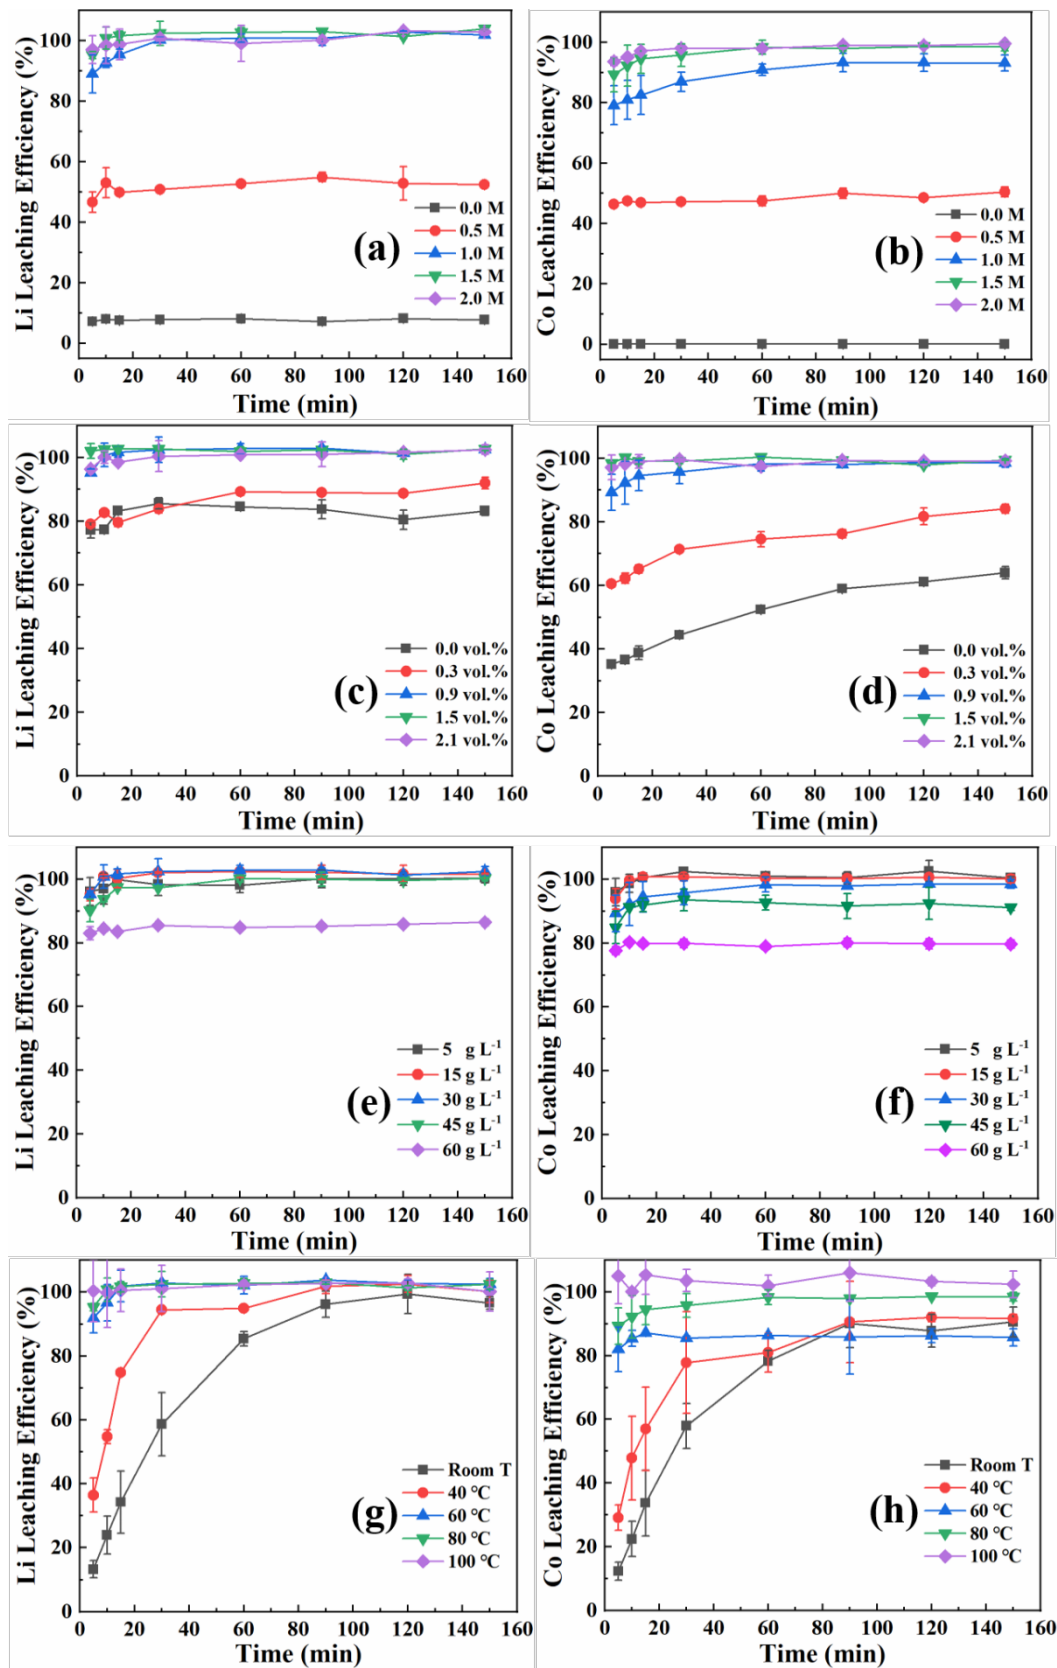 Li Leaching Efficiency (%)
120
100
80
60
40
20
0
0.0 M
0.5 M
1.0 M
1.5 M
2.0 M
(a)
0 20 40 60 80 100 120 140 160
Time (min)
Co Leaching Efficiency (%)
100
80
60
40
20
0
0.0 M
0.5 M
1.0 M
1.5 M
2.0 M
(b)
0 20 40 60 80 100 120 140 160
Time (min)
Li Leaching Efficiency (%)
100
80
60
40
20
0
0.0 vol.%
0.3 vol.%
0.9 vol.%
1.5 vol.%
2.1 vol.%
(c)
0 20 40 60 80 100 120 140 160
Time (min)
Co Leaching Efficiency (%)
100
80
60
40
20
0
0.0 vol.%
0.3 vol.%
0.9 vol.%
1.5 vol.%
2.1 vol.%
(d)
0 20 40 60 80 100 120 140 160
Time (min)
Li Leaching Efficiency (%)
100
80
60
40
20
0
5 g L⁻¹
15 g L⁻¹
30 g L⁻¹
45 g L⁻¹
60 g L⁻¹
(e)
0 20 40 60 80 100 120 140 160
Time (min)
Co Leaching Efficiency (%)
100
80
60
40
20
0
5 g L⁻¹
15 g L⁻¹
30 g L⁻¹
45 g L⁻¹
60 g L⁻¹
(f)
0 20 40 60 80 100 120 140 160
Time (min)
Li Leaching Efficiency (%)
100
80
60
40
20
0
Room T
40 °C
60 °C
80 °C
100 °C
(g)
0 20 40 60 80 100 120 140 160
Time (min)
Co Leaching Efficiency (%)
100
80
60
40
20
0
Room T
40 °C
60 °C
80 °C
100 °C
(h)
0 20 40 60 80 100 120 140 160
Time (min)